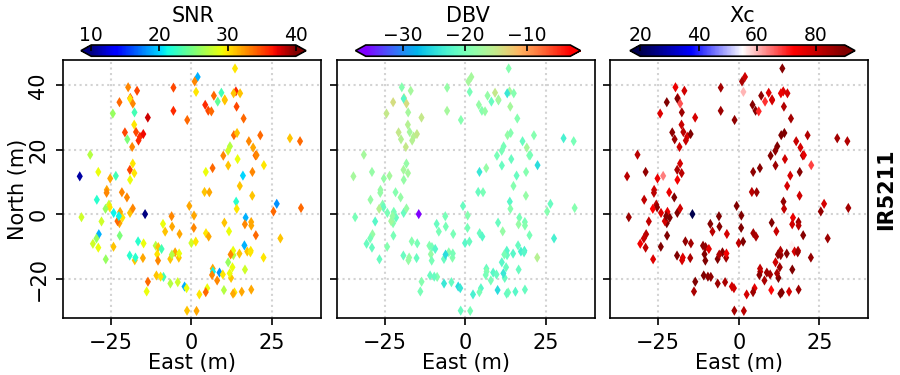 SNR DBV Xc
10 20 30 40 −30 −20 −10 20 40 60 80
40
20
0
−20
North (m)
−25 0 25 −25 0 25 −25 0 25
East (m) East (m) East (m)
IR5211